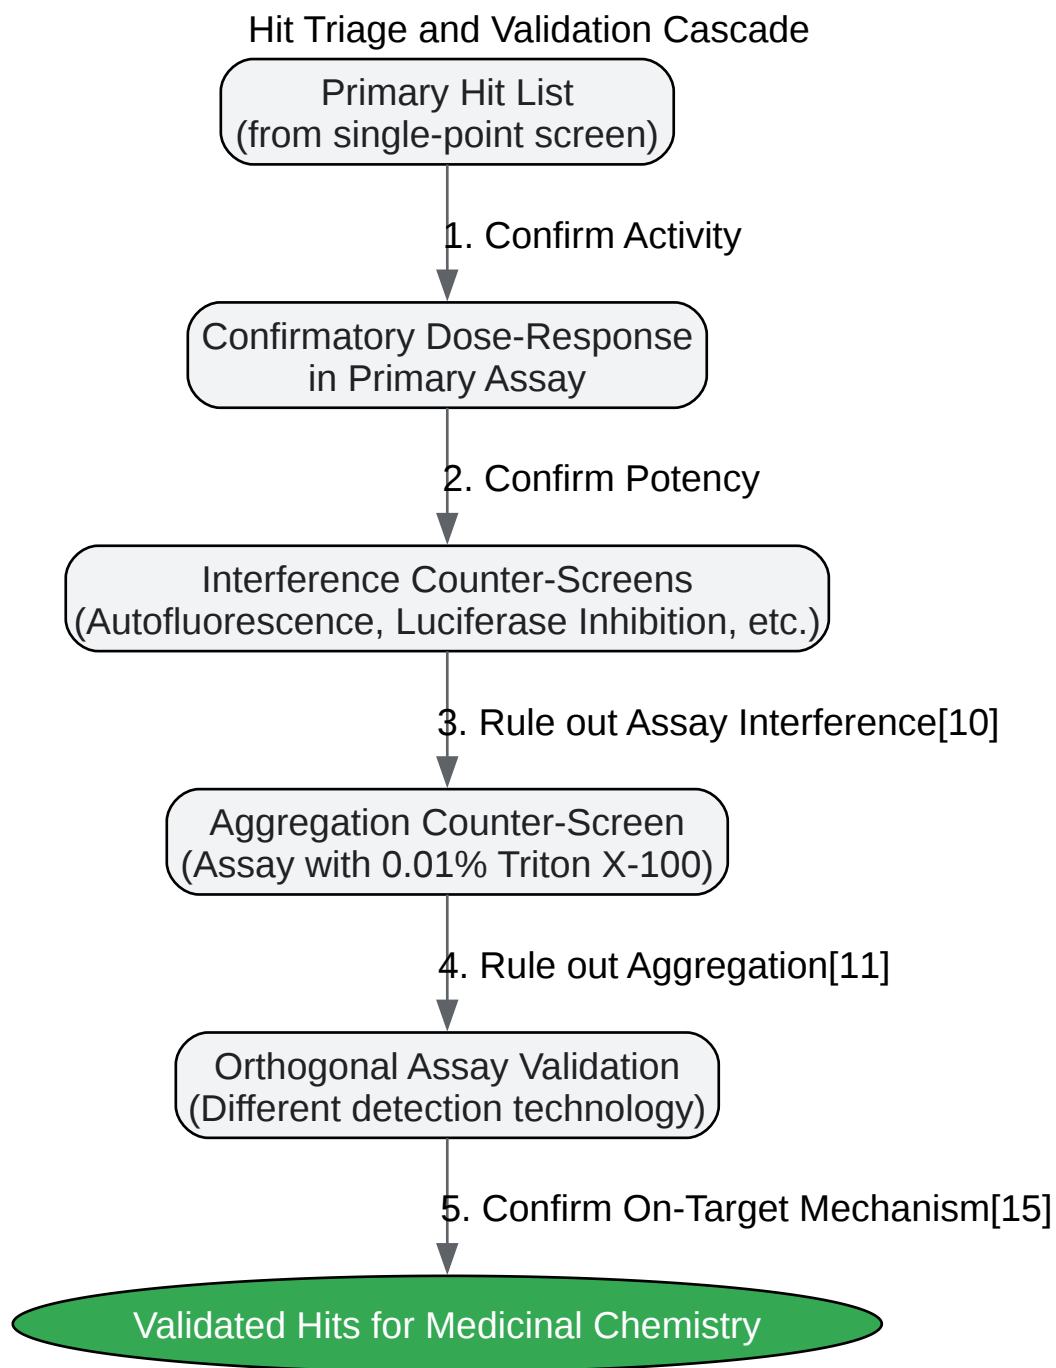 Hit Triage and Validation Cascade
Primary Hit List
(from single-point screen)
1. Confirm Activity
Confirmatory Dose-Response
in Primary Assay
2. Confirm Potency
Interference Counter-Screens
(Autofluorescence, Luciferase Inhibition, etc.)
3. Rule out Assay Interference[10]
Aggregation Counter-Screen
(Assay with 0.01% Triton X-100)
4. Rule out Aggregation[11]
Orthogonal Assay Validation
(Different detection technology)
5. Confirm On-Target Mechanism[15]
Validated Hits for Medicinal Chemistry